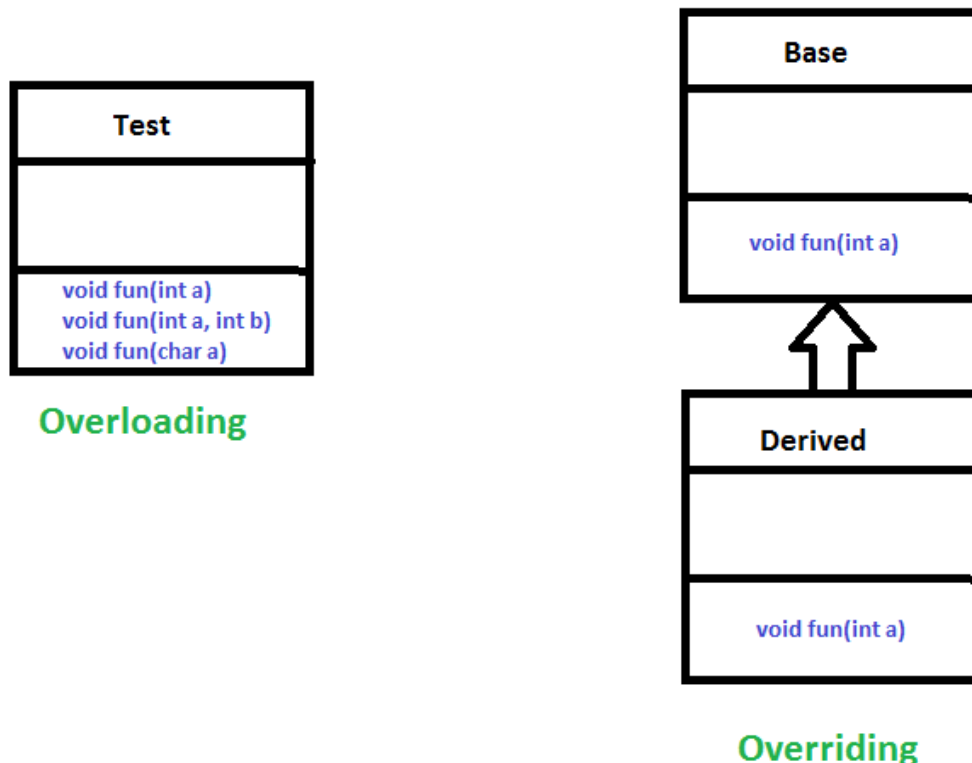 Test
void fun(int a)
void fun(int a, int b)
void fun(char a)
Overloading
Base
void fun(int a)
Derived
void fun(int a)
Overriding